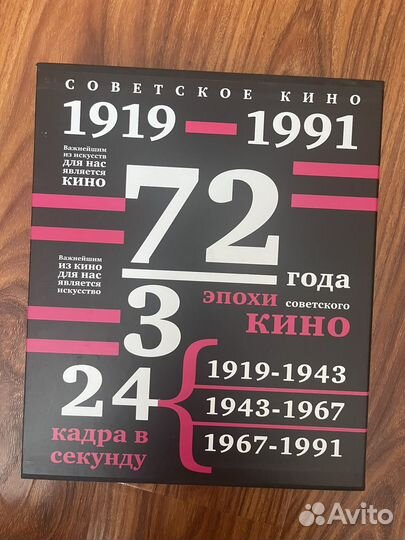 СОВЕТСКОЕ КИНО
1919 — 1991
Важнейшим
из искусств
для нас
является
кино
72
года
Важнейшим
из кино
для нас
является
искусство
3
эпохи советского
кино
24
кадра в
секунду
1919-1943
1943-1967
1967-1991
Avito